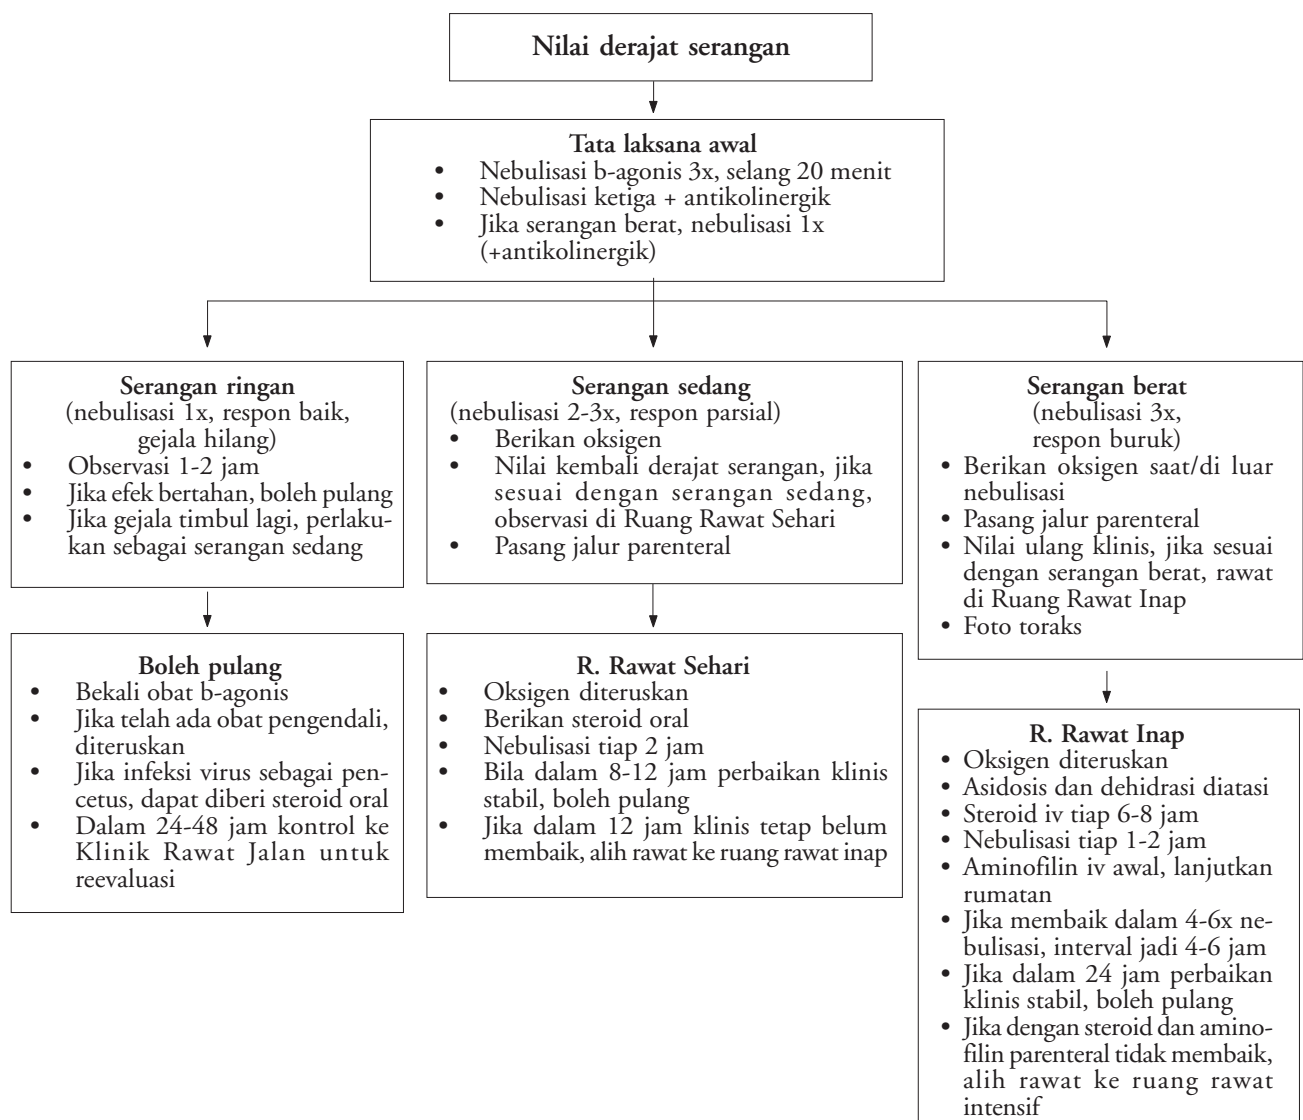 Nilai derajat serangan
Tata laksana awal
• Nebulisasi b-agonis 3x, selang 20 menit
• Nebulisasi ketiga + antikolinergik
• Jika serangan berat, nebulisasi 1x
(+antikolinergik)
Serangan ringan
(nebulisasi 1x, respon baik,
gejala hilang)
• Observasi 1-2 jam
• Jika efek bertahan, boleh pulang
• Jika gejala timbul lagi, perlaku-
kan sebagai serangan sedang
Serangan sedang
(nebulisasi 2-3x, respon parsial)
• Berikan oksigen
• Nilai kembali derajat serangan, jika
sesuai dengan serangan sedang,
observasi di Ruang Rawat Sehari
• Pasang jalur parenteral
Serangan berat
(nebulisasi 3x,
respon buruk)
• Berikan oksigen saat/di luar
nebulisasi
• Pasang jalur parenteral
• Nilai ulang klinis, jika sesuai
dengan serangan berat, rawat
di Ruang Rawat Inap
• Foto toraks
Boleh pulang
• Bekali obat b-agonis
• Jika telah ada obat pengendali,
diteruskan
• Jika infeksi virus sebagai pen-
cetus, dapat diberi steroid oral
• Dalam 24-48 jam kontrol ke
Klinik Rawat Jalan untuk
reevaluasi
R. Rawat Sehari
• Oksigen diteruskan
• Berikan steroid oral
• Nebulisasi tiap 2 jam
• Bila dalam 8-12 jam perbaikan klinis
stabil, boleh pulang
• Jika dalam 12 jam klinis tetap belum
membaik, alih rawat ke ruang rawat inap
R. Rawat Inap
• Oksigen diteruskan
• Asidosis dan dehidrasi diatasi
• Steroid iv tiap 6-8 jam
• Nebulisasi tiap 1-2 jam
• Aminofilin iv awal, lanjutkan
rumatan
• Jika membaik dalam 4-6x ne-
bulisasi, interval jadi 4-6 jam
• Jika dalam 24 jam perbaikan
klinis stabil, boleh pulang
• Jika dengan steroid dan amino-
filin parenteral tidak membaik,
alih rawat ke ruang rawat
intensif